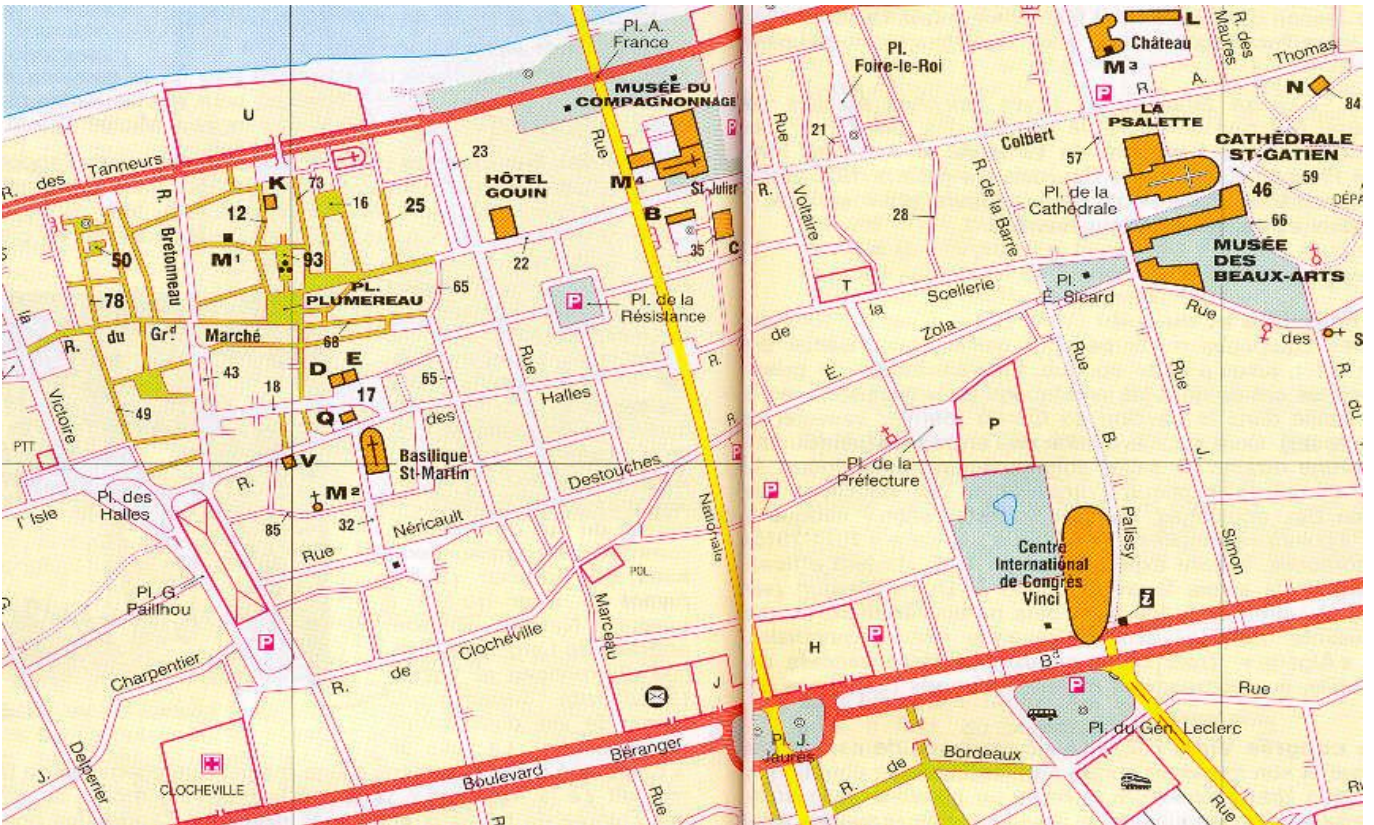 Pl. A.
France
MUSÉE DU
COMPAGNONNAGE
Pl.
Foire-le-Roi
L
Château
M³
R. des
Maures
Thomas
A.
R.
N
84
U
R. des Tanneurs
K
73
16
12
25
23
HÔTEL
GOUIN
Rue
M⁴
St-Julien
B
35
C
22
Rue
21
R.
Voltaire
28
Colbert
R. de la Barre
57
LA
PSALETTE
CATHÉDRALE
ST-GATIEN
46
59
66
Pl. de la
Cathédrale
MUSÉE
DES
BEAUX-ARTS
R.
Bretonneau
M¹
93
50
78
PL.
PLUMEREAU
65
Pl. de la
Résistance
P
T
de la Scellerie
Pl.
E. Sicard
Rue
des
S
R. du
R. du Gr.d Marché
68
la
Victoire
43
18
49
D
E
17
Q
65
Rue
R. des Halles
R.
É. Zola
Rue
B.
Palissy
Rue
J.
Simon
PTT
V
Basilique
St-Martin
M²
85
32
Rue Néricault Destouches
R.
Pl. des
Halles
l' Isle
Pl. de la
Préfecture
P
P
Nationale
Pl. G.
Pailhou
P
POL.
Centre
International
de Congrès
Vinci
i
Charpentier
R. de Clocheville
Marceau
H
P
J
Bd
P
Pl. du Gén. Leclerc
Rue
J.
Delperier
CLOCHEVILLE
Boulevard Béranger
Rue
Pl. J.
Jaurès
R. de Bordeaux
Rue